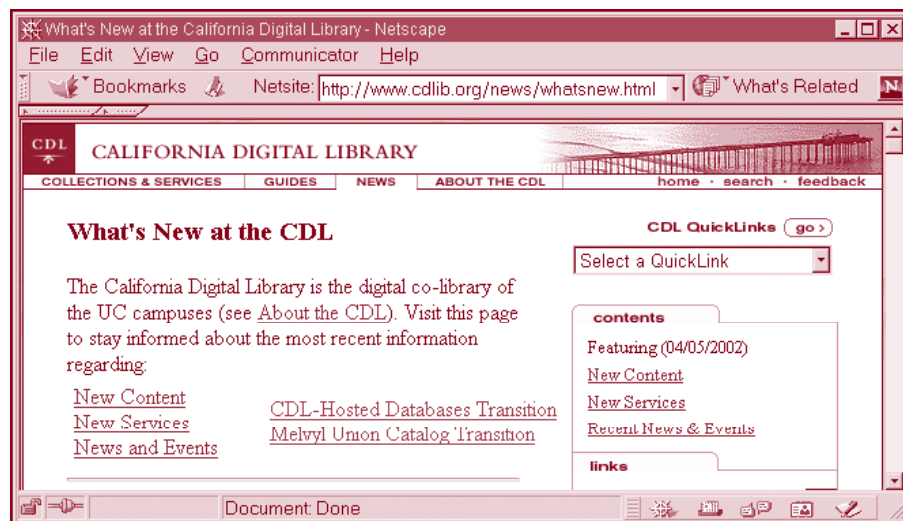 What's New at the California Digital Library - Netscape
File Edit View Go Communicator Help
Bookmarks Netsite: http://www.cdlib.org/news/whatsnew.html What's Related N
CDL CALIFORNIA DIGITAL LIBRARY
COLLECTIONS & SERVICES GUIDES NEWS ABOUT THE CDL home · search · feedback
What's New at the CDL
The California Digital Library is the digital co-library of
the UC campuses (see About the CDL). Visit this page
to stay informed about the most recent information
regarding:
New Content
New Services
News and Events
CDL-Hosted Databases Transition
Melvyl Union Catalog Transition
CDL QuickLinks go >
Select a QuickLink
contents
Featuring (04/05/2002)
New Content
New Services
Recent News & Events
links
Document: Done